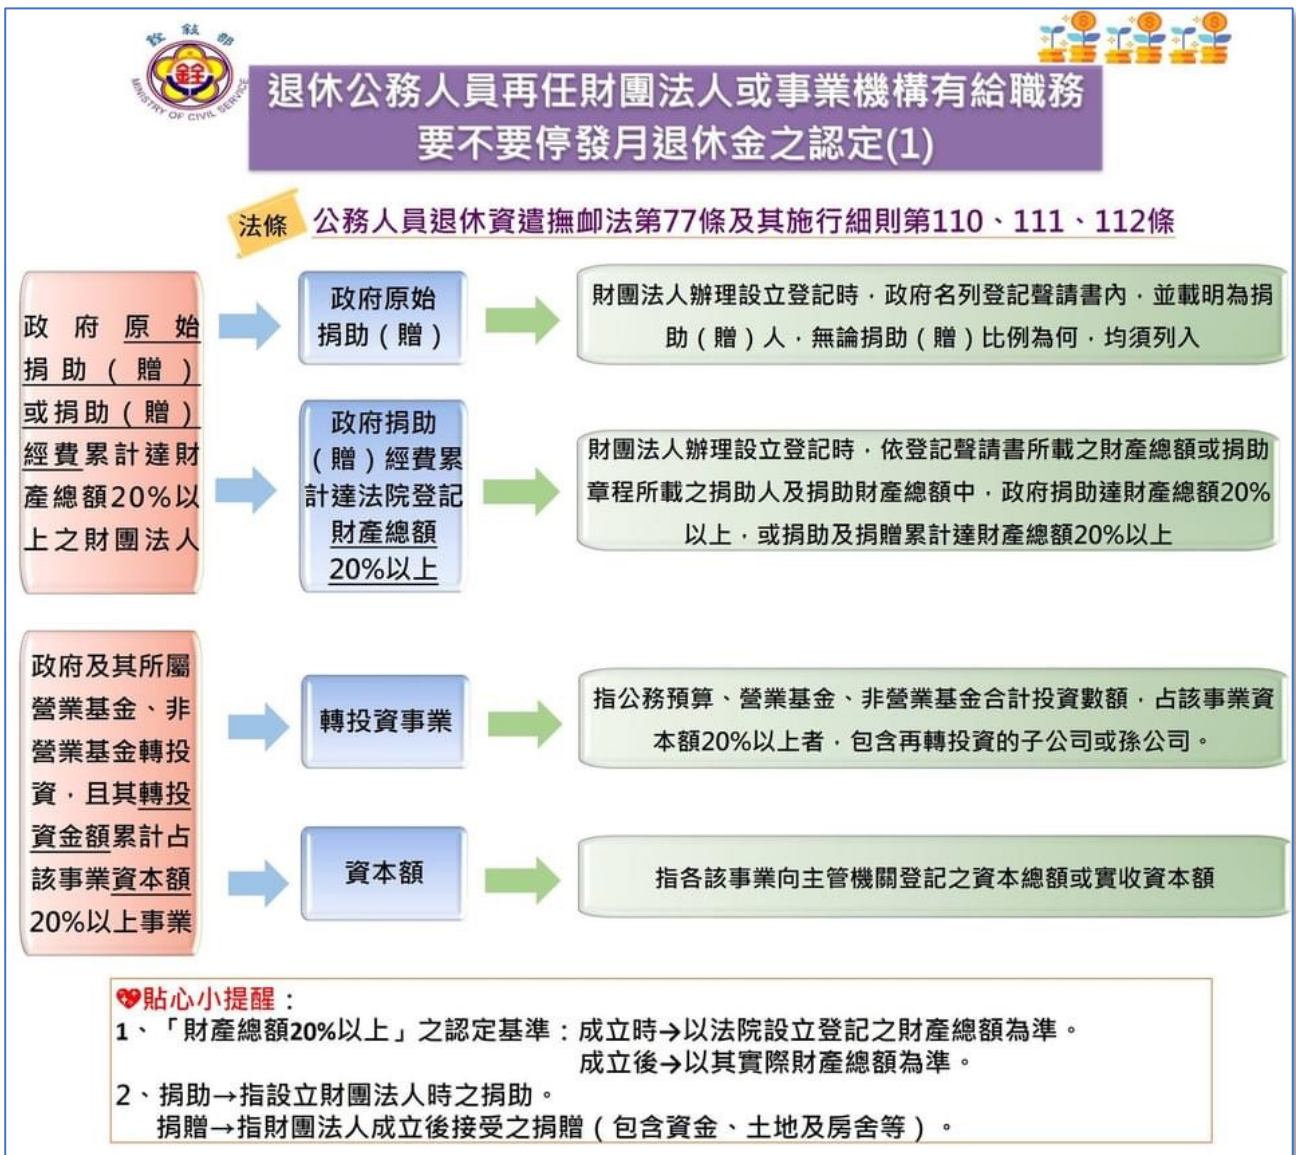 銓敘部
銓
MINISTRY OF CIVIL SERVICE
退休公務人員再任財團法人或事業機構有給職務
要不要停發月退休金之認定(1)
法條
公務人員退休資遣撫卹法第77條及其施行細則第110、111、112條
政府原始
捐助（贈）
或捐助（贈）
經費累計達財
產總額20%以
上之財團法人
政府原始
捐助（贈）
財團法人辦理設立登記時，政府名列登記聲請書內，並載明為捐
助（贈）人，無論捐助（贈）比例為何，均須列入
政府捐助
（贈）經費累
計達法院登記
財產總額
20%以上
財團法人辦理設立登記時，依登記聲請書所載之財產總額或捐助
章程所載之捐助人及捐助財產總額中，政府捐助達財產總額20%
以上，或捐助及捐贈累計達財產總額20%以上
政府及其所屬
營業基金、非
營業基金轉投
資，且其轉投
資金額累計占
該事業資本額
20%以上事業
轉投資事業
指公務預算、營業基金、非營業基金合計投資數額，占該事業資
本額20%以上者，包含再轉投資的子公司或孫公司。
資本額
指各該事業向主管機關登記之資本總額或實收資本額
貼心小提醒：
1、「財產總額20%以上」之認定基準：成立時→以法院設立登記之財產總額為準。
成立後→以其實際財產總額為準。
2、捐助→指設立財團法人時之捐助。
捐贈→指財團法人成立後接受之捐贈（包含資金、土地及房舍等）。